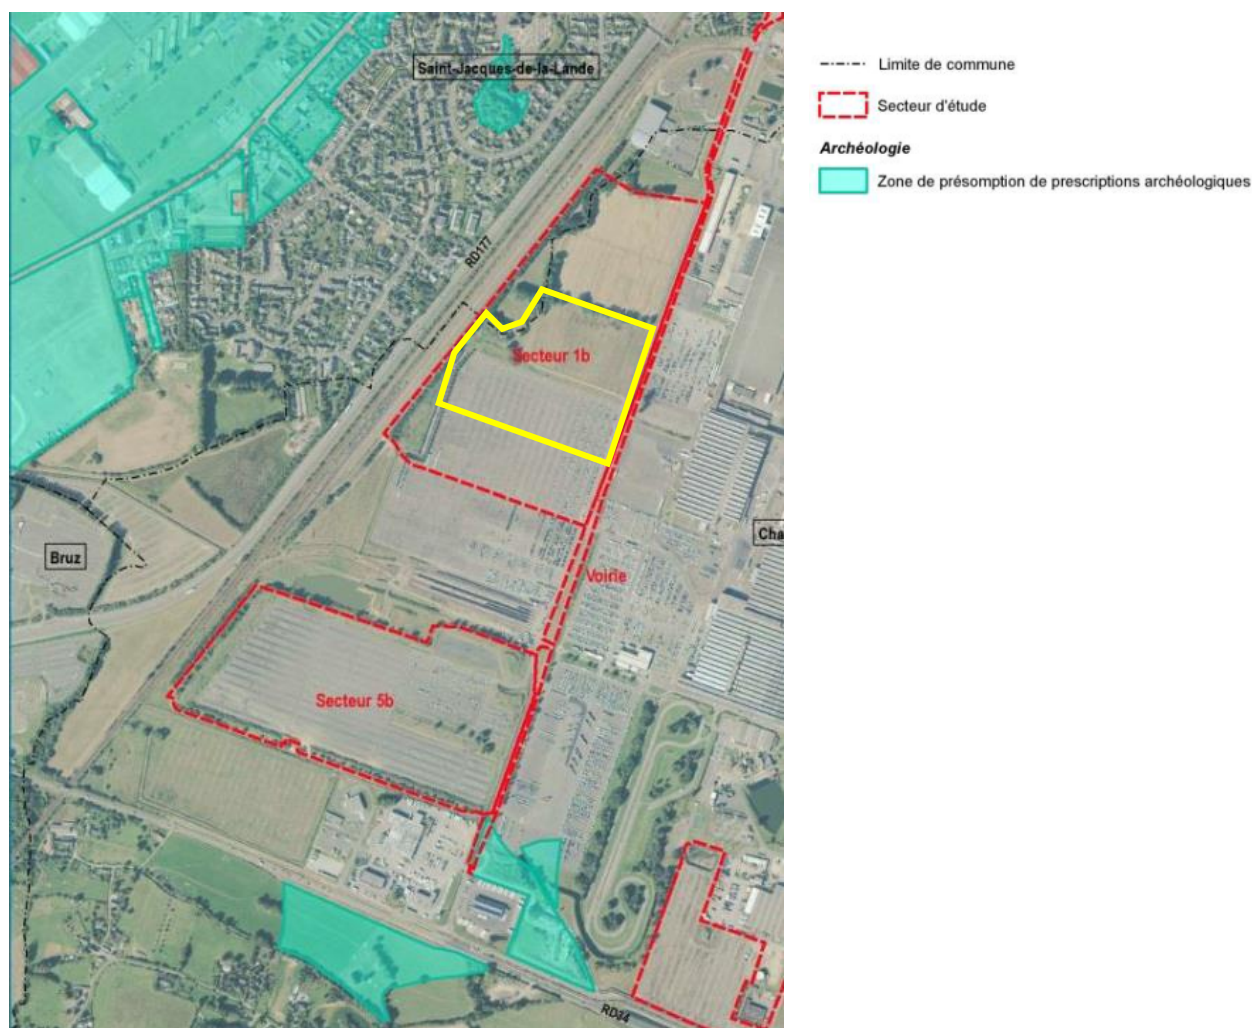 Saint-Jacques-de-la-Lande
RD177
Secteur 1b
Bruz
Cha
Voirie
Secteur 5b
RD34
Limite de commune
Secteur d'étude
Archéologie
Zone de présomption de prescriptions archéologiques